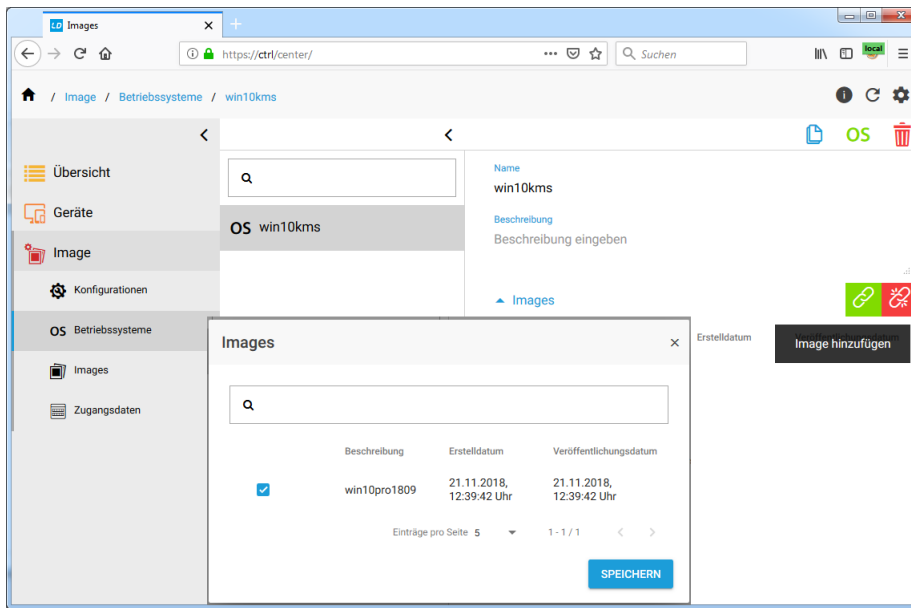 LD Images
https://ctrl/center/
Suchen
local
/ Image / Betriebssysteme / win10kms
OS
Übersicht
Geräte
Image
Konfigurationen
OS Betriebssysteme
Images
Zugangsdaten
OS win10kms
Name
win10kms
Beschreibung
Beschreibung eingeben
Images
Erstelldatum
Image hinzufügen
Images
Beschreibung Erstelldatum Veröffentlichungsdatum
win10pro1809 21.11.2018, 12:39:42 Uhr 21.11.2018, 12:39:42 Uhr
Einträge pro Seite 5 1 - 1 / 1
SPEICHERN